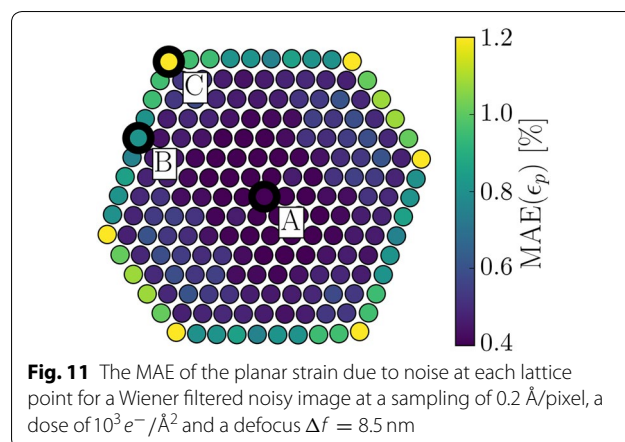 1.2
1.0
0.8
0.6
0.4
MAE(ϵ_p) [%]
C
B
A
Fig. 11 The MAE of the planar strain due to noise at each lattice
point for a Wiener filtered noisy image at a sampling of 0.2 Å/pixel, a
dose of 10³ e⁻/Å² and a defocus Δf = 8.5 nm